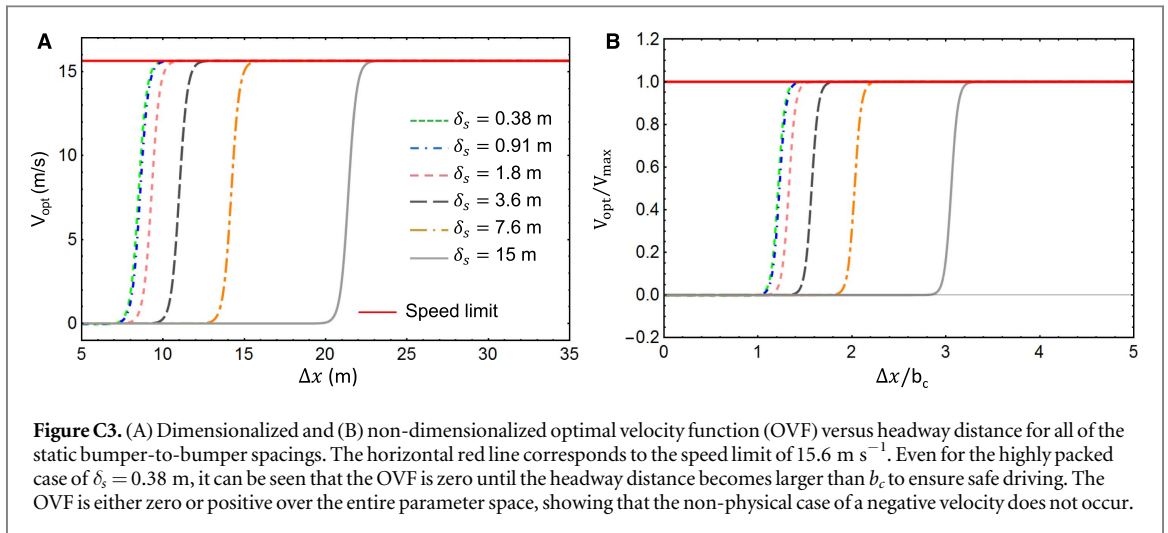 A
15
10
5
0
V_opt (m/s)
5 10 15 20 25 30 35
Δx (m)
δ_s = 0.38 m
δ_s = 0.91 m
δ_s = 1.8 m
δ_s = 3.6 m
δ_s = 7.6 m
δ_s = 15 m
Speed limit
B
1.2
1.0
0.8
0.6
0.4
0.2
0.0
−0.2
V_opt/V_max
0 1 2 3 4 5
Δx/b_c
Figure C3. (A) Dimensionalized and (B) non-dimensionalized optimal velocity function (OVF) versus headway distance for all of the
static bumper-to-bumper spacings. The horizontal red line corresponds to the speed limit of 15.6 m s⁻¹. Even for the highly packed
case of δ_s = 0.38 m, it can be seen that the OVF is zero until the headway distance becomes larger than b_c to ensure safe driving. The
OVF is either zero or positive over the entire parameter space, showing that the non-physical case of a negative velocity does not occur.